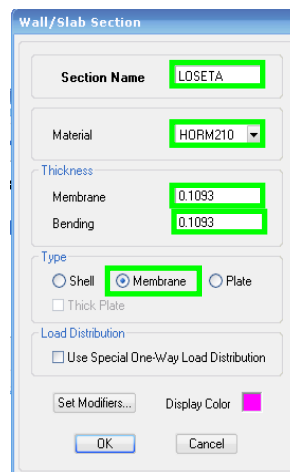 Wall/Slab Section
Section Name LOSETA
Material HORM210
Thickness
Membrane 0.1093
Bending 0.1093
Type
Shell Membrane Plate
Thick Plate
Load Distribution
Use Special One-Way Load Distribution
Set Modifiers... Display Color
OK Cancel